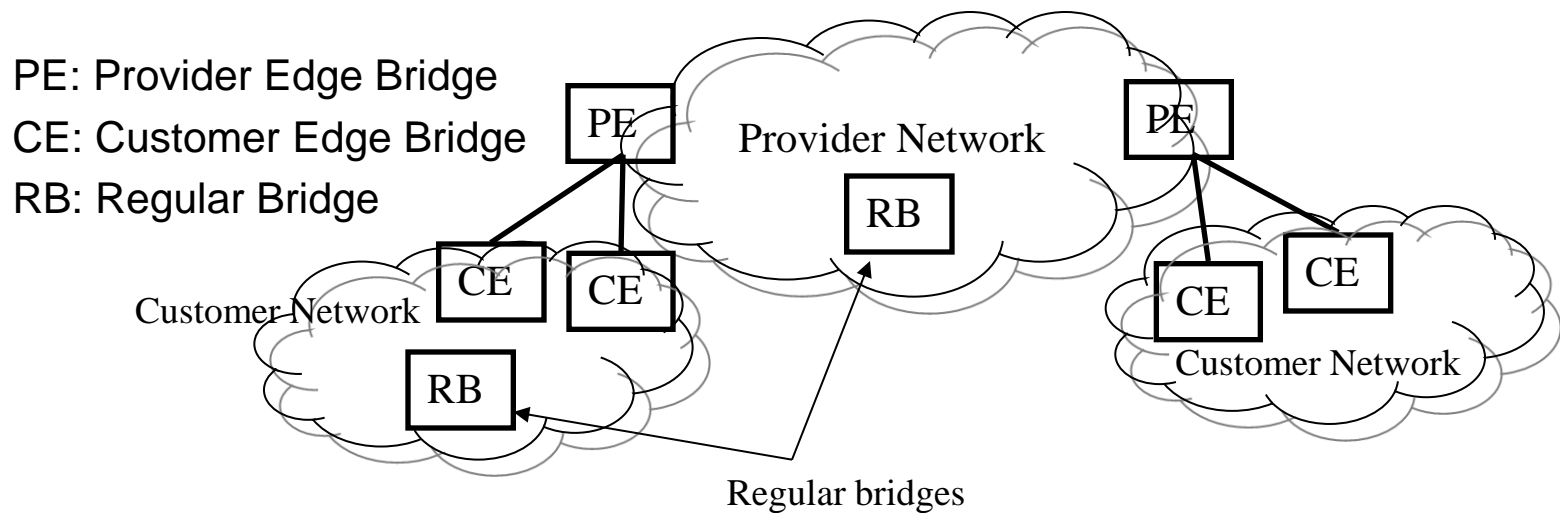 PE: Provider Edge Bridge
CE: Customer Edge Bridge
RB: Regular Bridge
PE
Provider Network
PE
RB
CE
CE
Customer Network
RB
CE
CE
Customer Network
Regular bridges